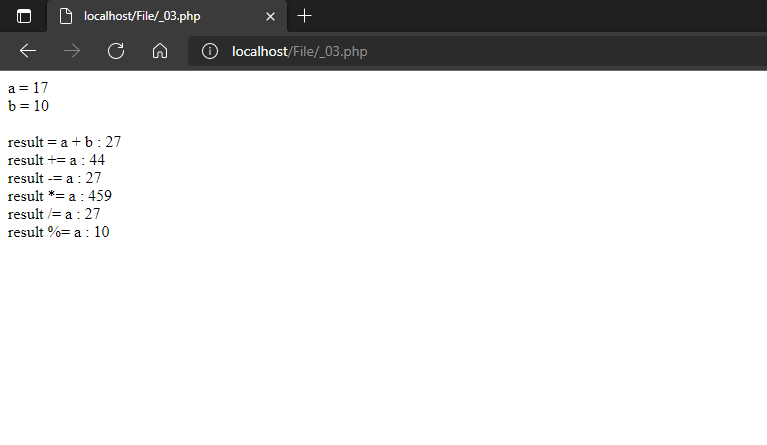 localhost/File/_03.php
localhost/File/_03.php
a = 17
b = 10
result = a + b : 27
result += a : 44
result -= a : 27
result *= a : 459
result /= a : 27
result %= a : 10